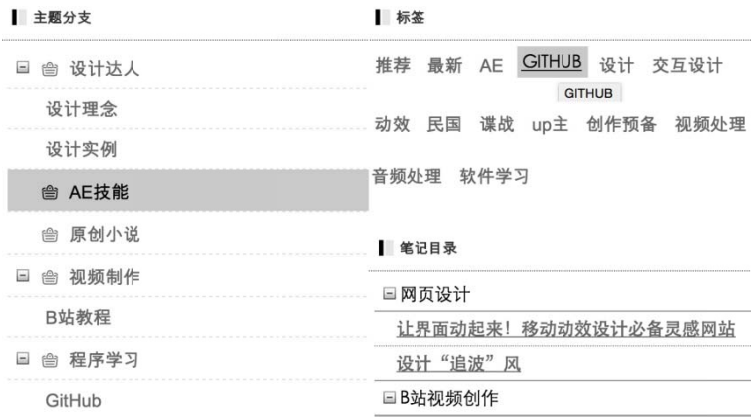 主题分支
设计达人
设计理念
设计实例
AE技能
原创小说
视频制作
B站教程
程序学习
GitHub
标签
推荐 最新 AE GITHUB 设计 交互设计
GITHUB
动效 民国 谍战 up主 创作预备 视频处理
音频处理 软件学习
笔记目录
网页设计
让界面动起来！移动动效设计必备灵感网站
设计“追波”风
B站视频创作